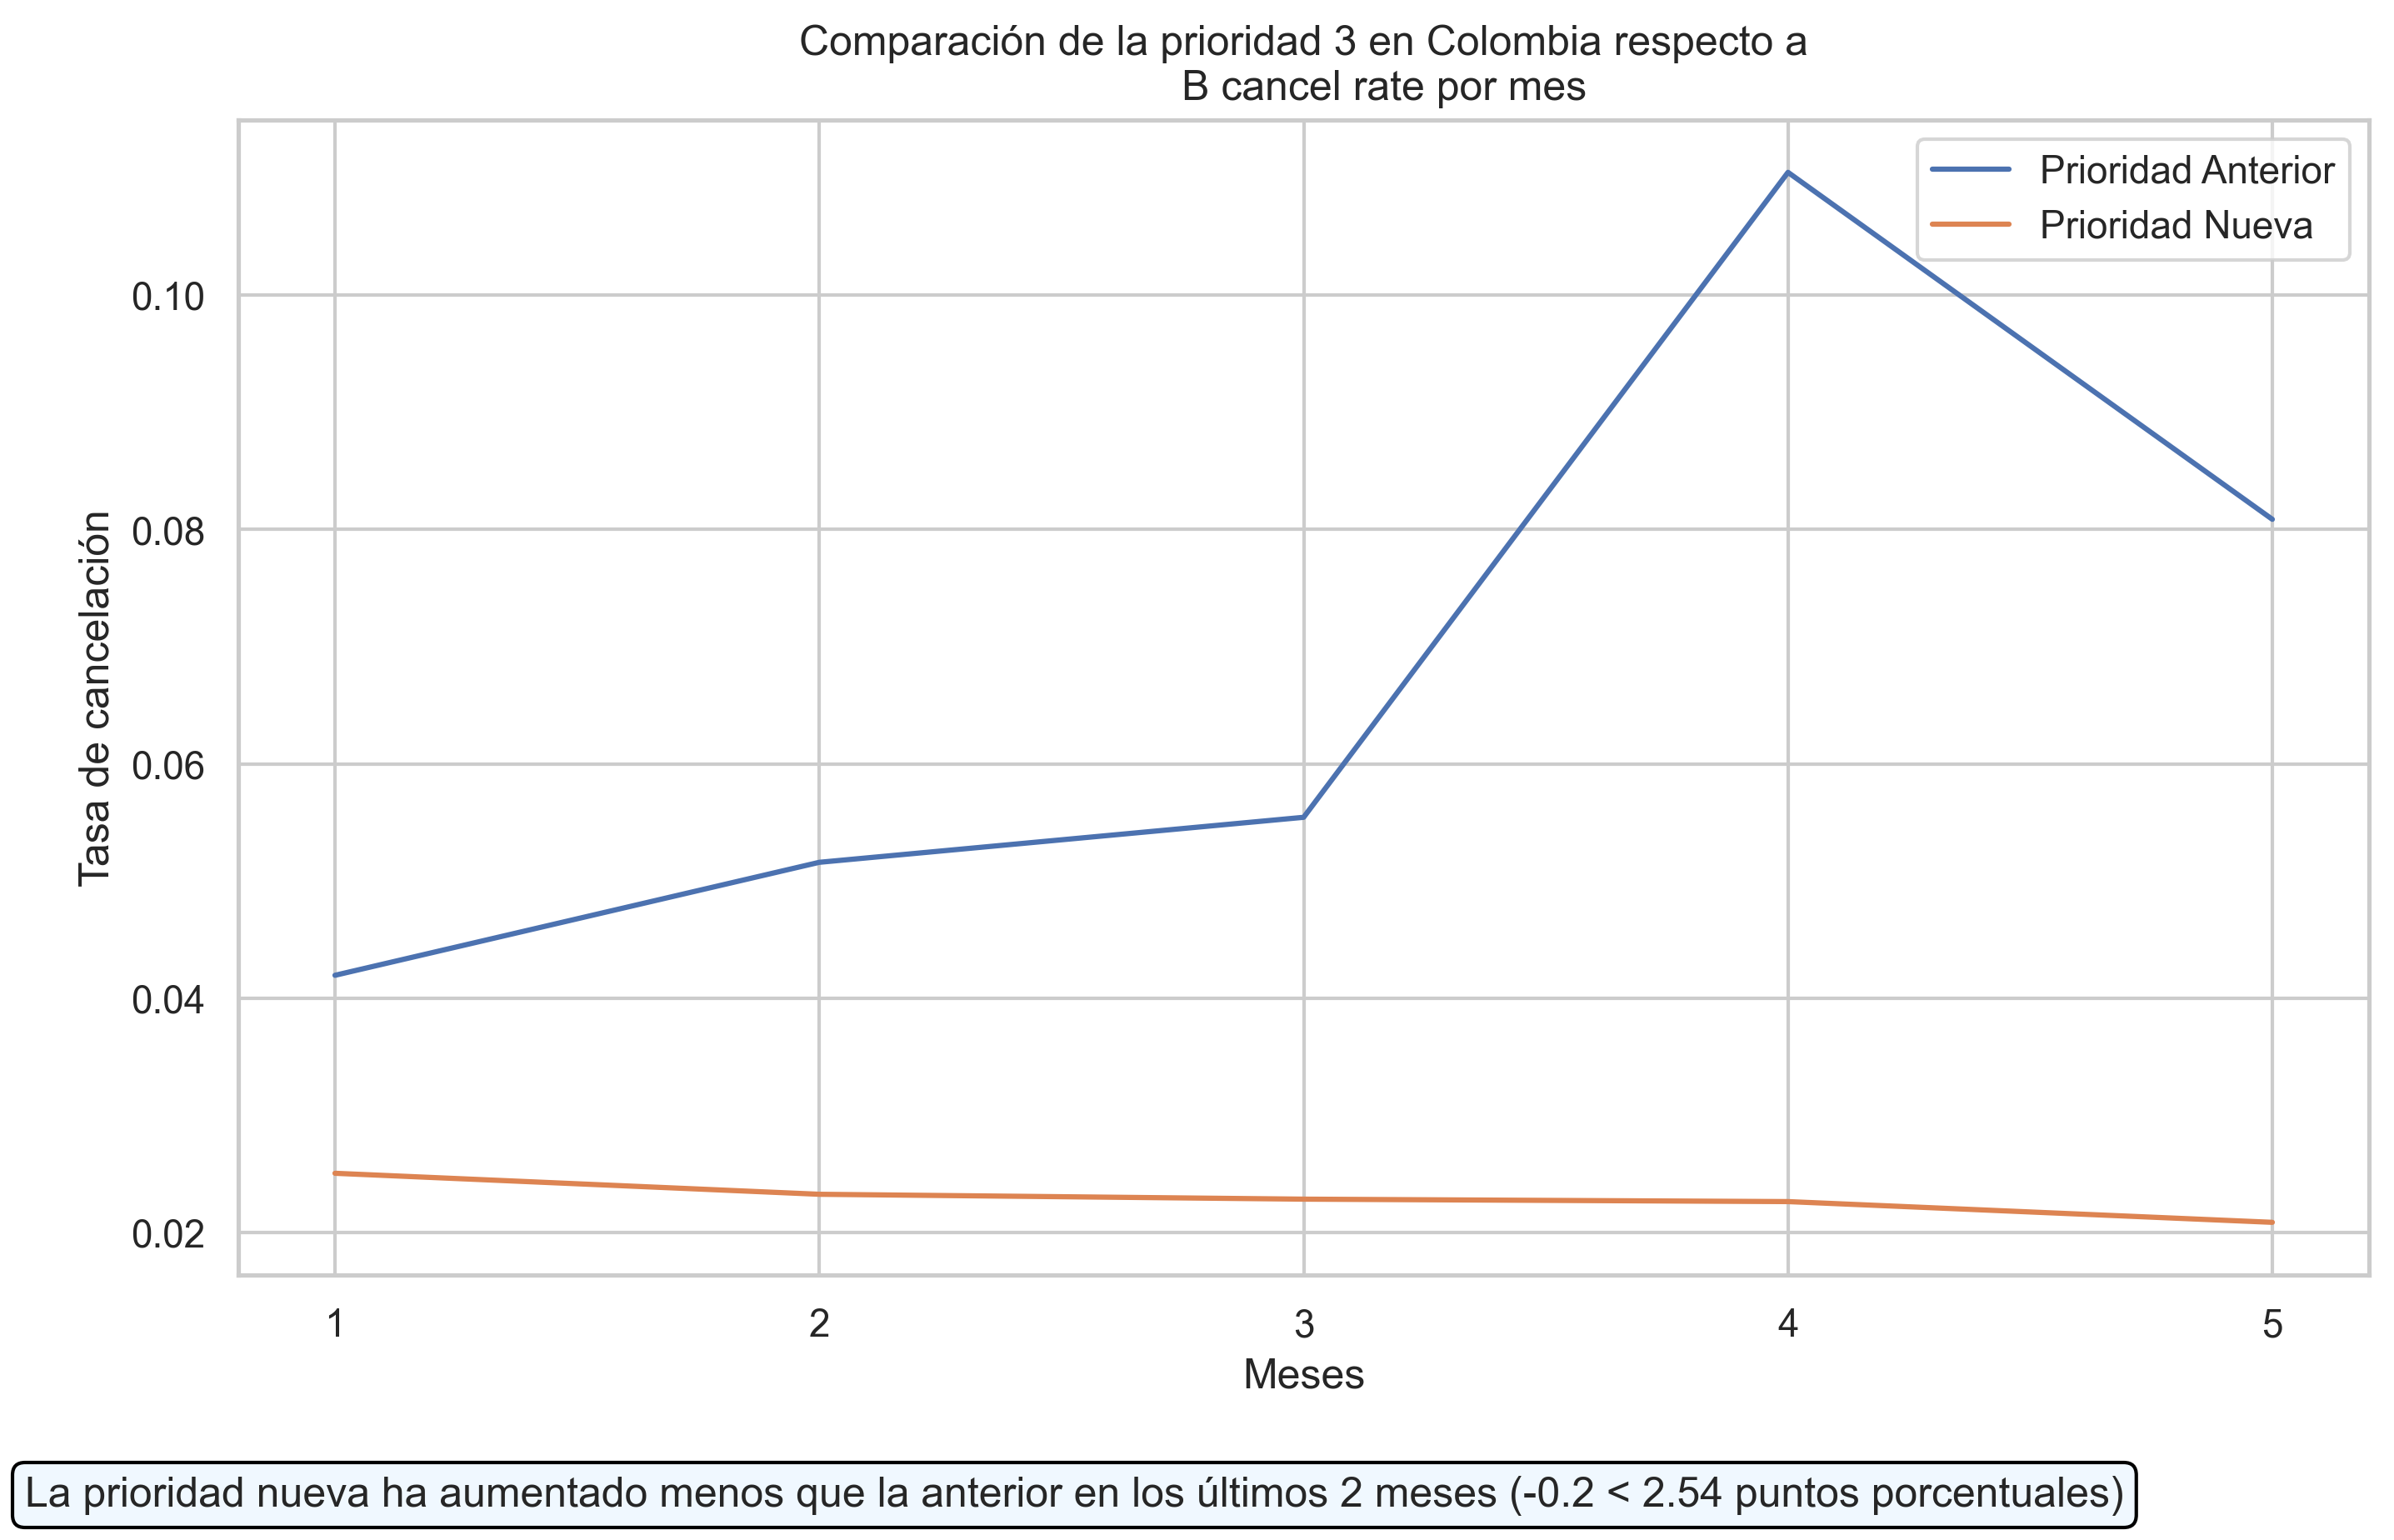 Comparación de la prioridad 3 en Colombia respecto a
B cancel rate por mes
Prioridad Anterior
Prioridad Nueva
Tasa de cancelación
0.10
0.08
0.06
0.04
0.02
1 2 3 4 5
Meses
La prioridad nueva ha aumentado menos que la anterior en los últimos 2 meses (-0.2 < 2.54 puntos porcentuales)